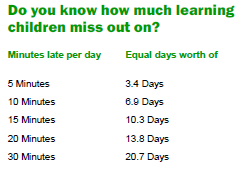 Do you know how much learning
children miss out on?
Minutes late per day Equal days worth of
5 Minutes 3.4 Days
10 Minutes 6.9 Days
15 Minutes 10.3 Days
20 Minutes 13.8 Days
30 Minutes 20.7 Days